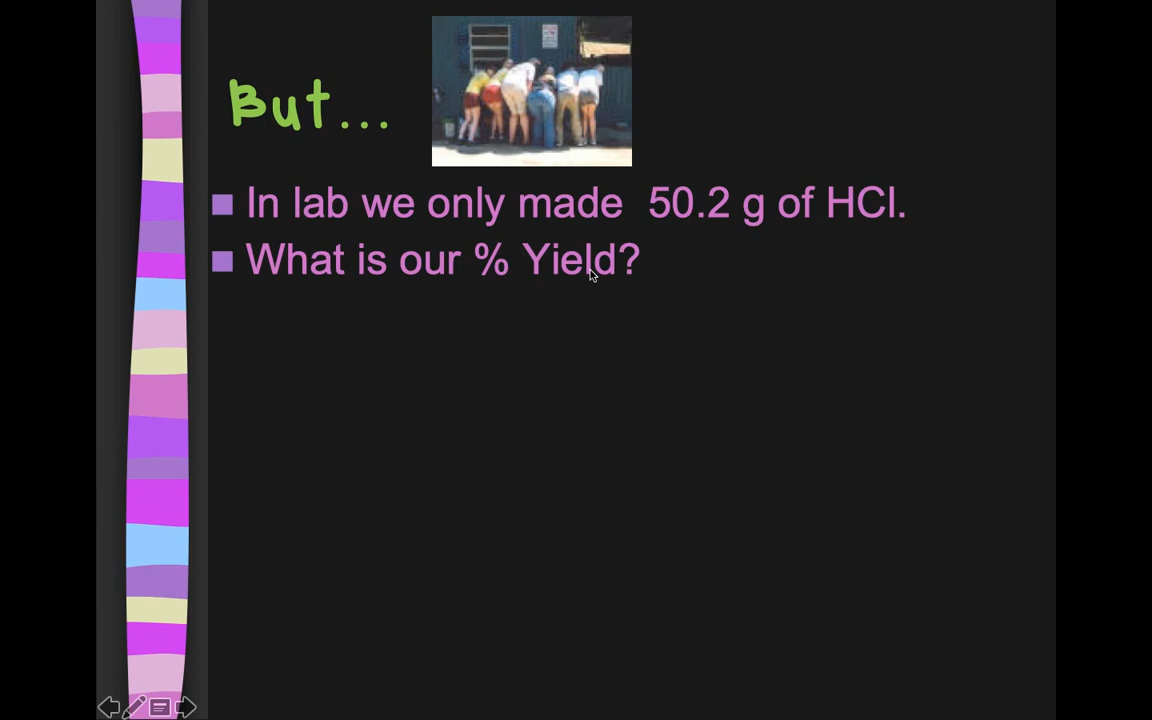 But...
In lab we only made 50.2 g of HCl.
What is our % Yield?